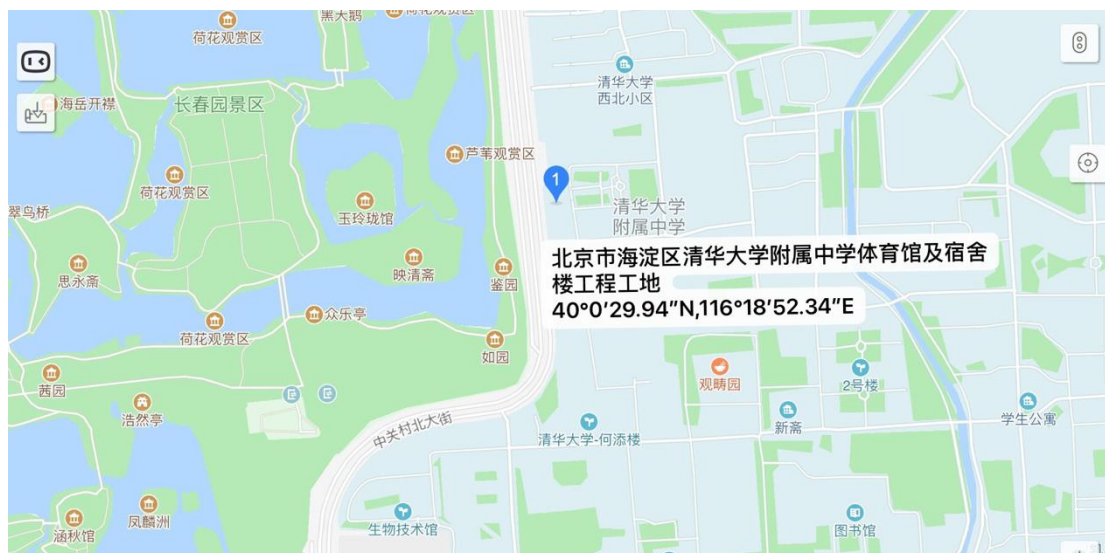 黑大鹅
荷花观赏区
荷花观赏区
清华大学
西北小区
海岳开襟
长春园景区
芦苇观赏区
荷花观赏区
1
翠鸟桥
玉玲珑馆
清华大学
附属中学
北京市海淀区清华大学附属中学体育馆及宿舍
楼工程工地
40°0′29.94″N,116°18′52.34″E
思永斋
映清斋
鉴园
众乐亭
荷花观赏区
如园
茜园
观畴园
2号楼
浩然亭
新斋
学生公寓
中关村北大街
清华大学-何添楼
凤麟洲
生物技术馆
图书馆
涵秋馆